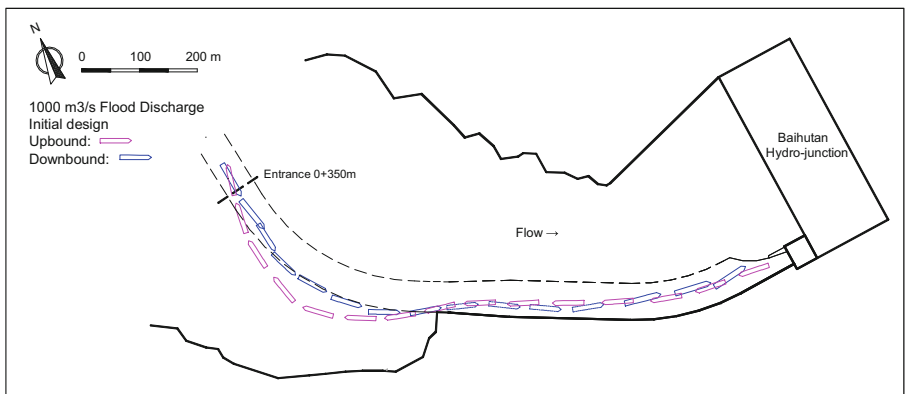 N
0 100 200 m
1000 m3/s Flood Discharge
Initial design
Upbound:
Downbound:
Entrance 0+350m
Flow →
Baihutan
Hydro-junction